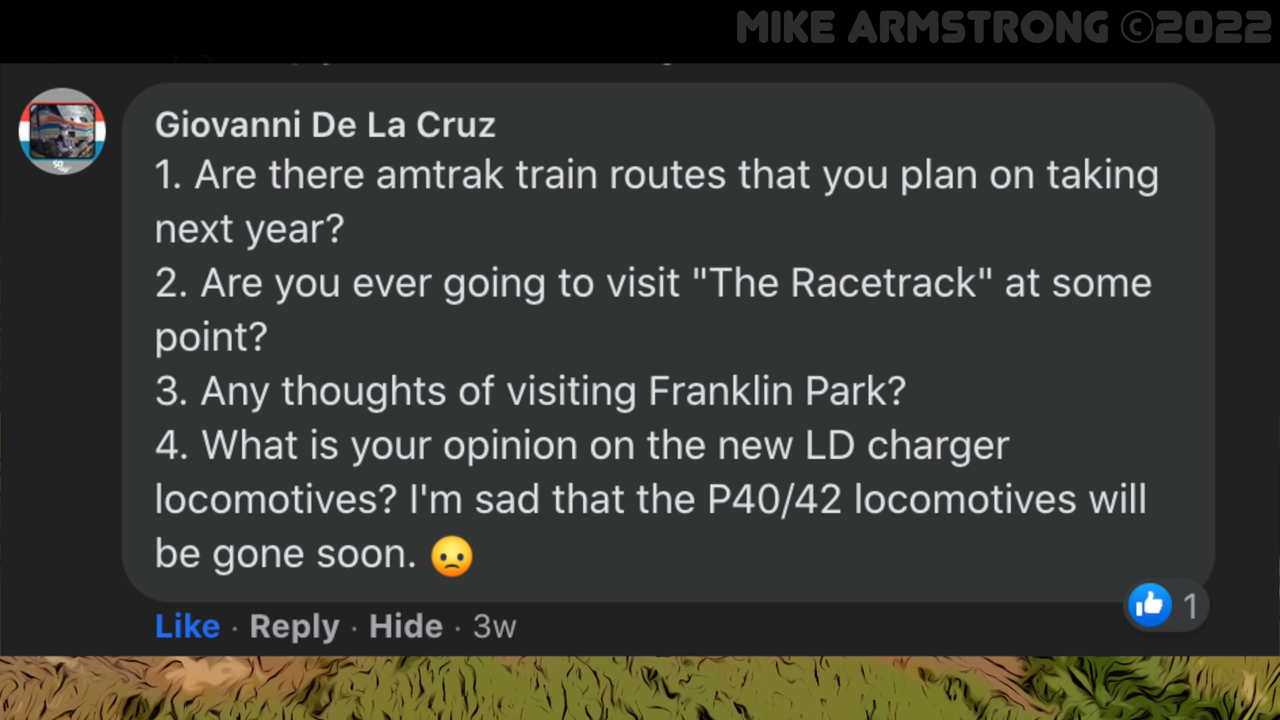 MIKE ARMSTRONG ©2022
Giovanni De La Cruz
1. Are there amtrak train routes that you plan on taking
next year?
2. Are you ever going to visit "The Racetrack" at some
point?
3. Any thoughts of visiting Franklin Park?
4. What is your opinion on the new LD charger
locomotives? I'm sad that the P40/42 locomotives will
be gone soon. 😞
Like · Reply · Hide · 3w
1